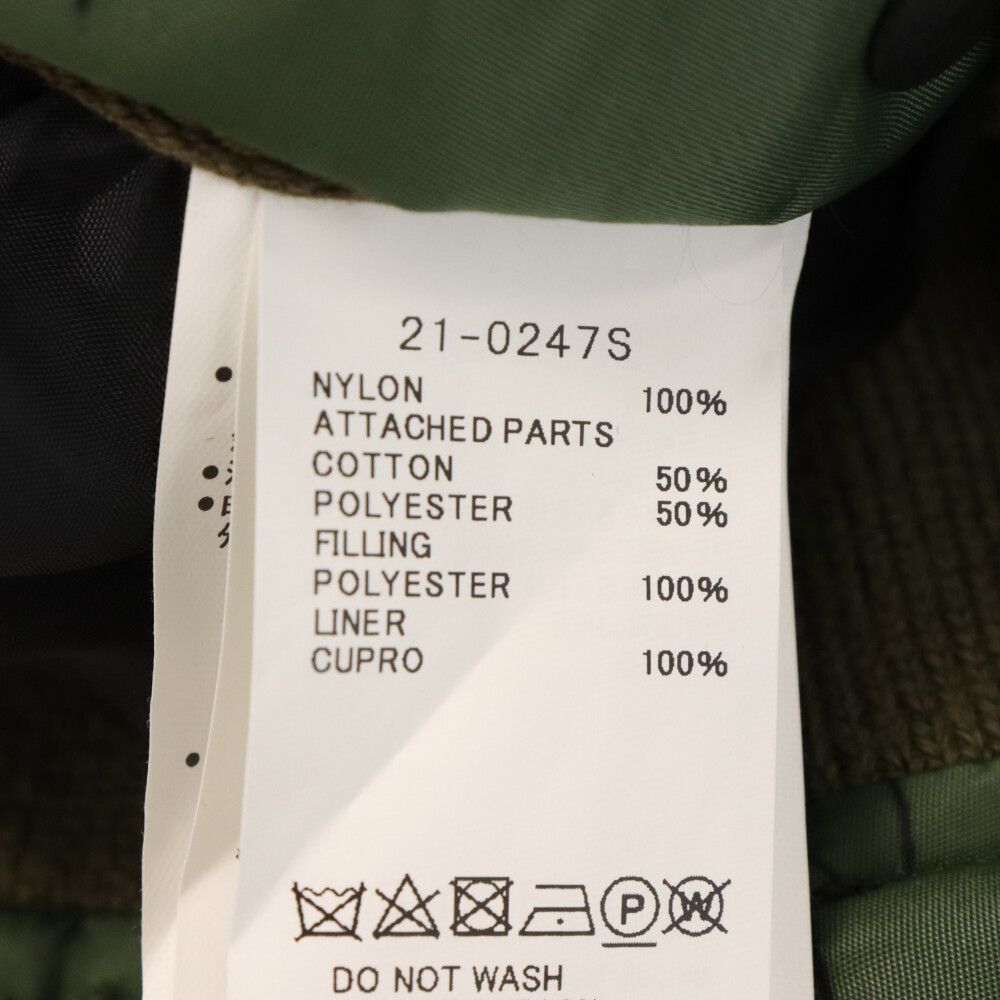 21-0247S
NYLON 100%
ATTACHED PARTS
COTTON 50%
POLYESTER 50%
FILLING
POLYESTER 100%
LINER
CUPRO 100%
P W
DO NOT WASH